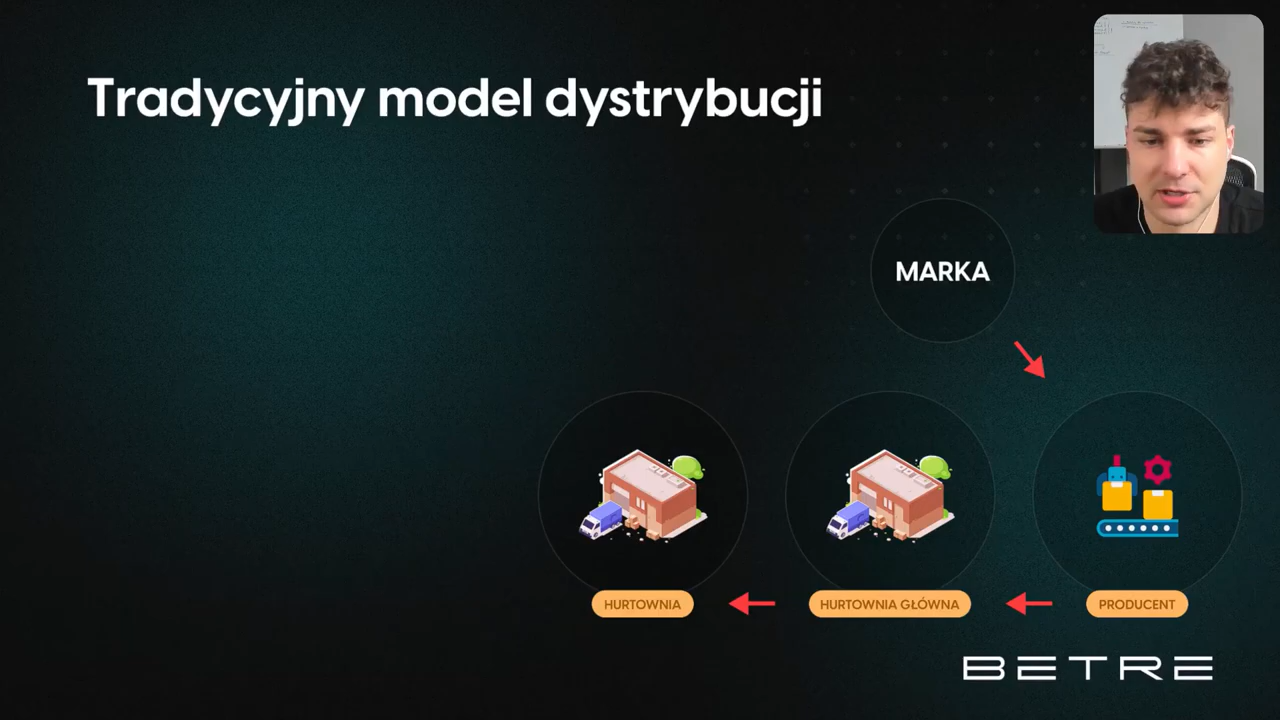 Tradycyjny model dystrybucji
MARKA
HURTOWNIA
HURTOWNIA GŁÓWNA
PRODUCENT
BETRE